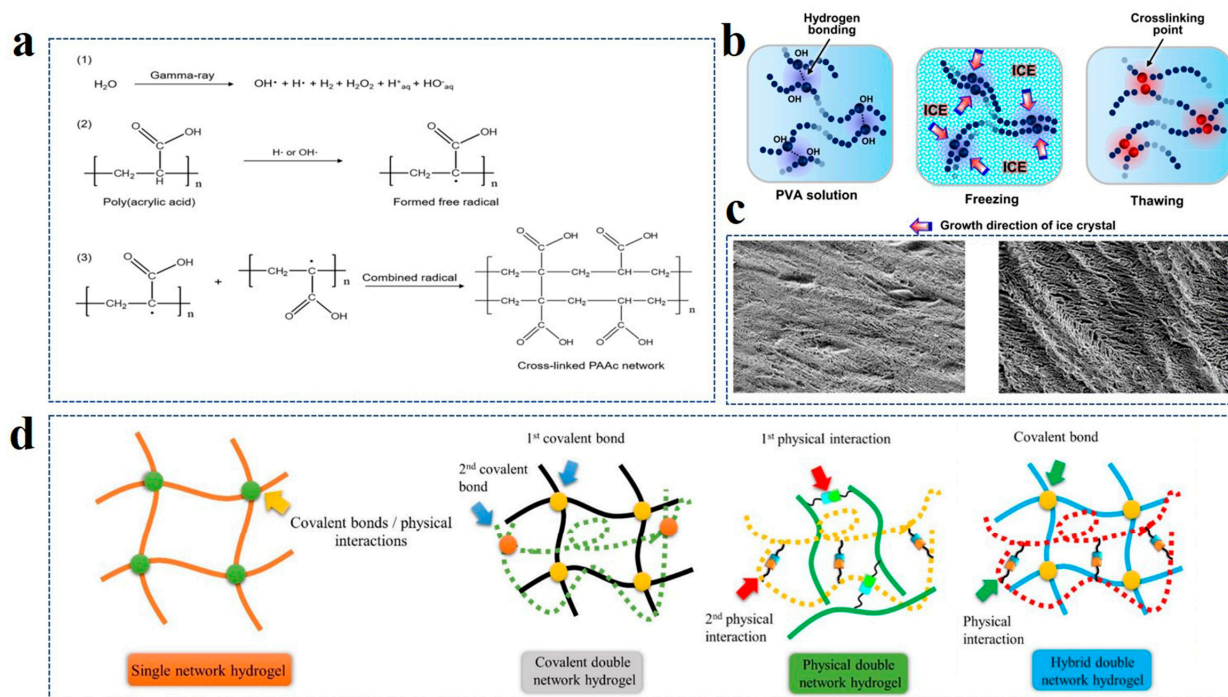 a
(1)
H₂O
Gamma-ray
OH• + H• + H₂ + H₂O₂ + H⁺aq + HO⁻aq
(2)
O
OH
C
CH₂
C
H
n
Poly(acrylic acid)
H· or OH·
O
OH
C
CH₂
C
n
Formed free radical
(3)
O
OH
C
CH₂
C
n
+
CH₂
C
n
C
O
OH
Combined radical
O
OH
O
OH
C
C
CH₂
C
CH₂
CH
CH₂
CH₂
C
CH₂
CH
CH₂
n
C
C
O
OH
O
OH
Cross-linked PAAc network
b
Hydrogen
bonding
OH
OH
OH
OH
OH
OH
PVA solution
ICE
ICE
ICE
Freezing
Crosslinking
point
Thawing
Growth direction of ice crystal
c
d
Covalent bonds / physical
interactions
Single network hydrogel
1st covalent bond
2nd covalent
bond
Covalent double
network hydrogel
1st physical interaction
2nd physical
interaction
Physical double
network hydrogel
Covalent bond
Physical
interaction
Hybrid double
network hydrogel